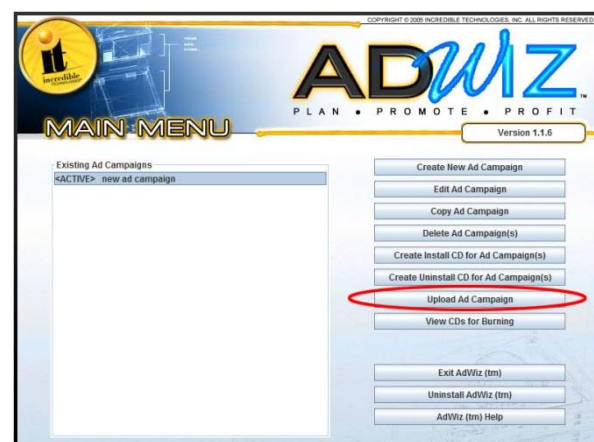 COPYRIGHT © 2005 INCREDIBLE TECHNOLOGIES, INC. ALL RIGHTS RESERVED.
it
incredible
TECHNOLOGIES
ADWIZ
PLAN • PROMOTE • PROFIT
MAIN MENU
Version 1.1.6
Existing Ad Campaigns
<ACTIVE> new ad campaign
Create New Ad Campaign
Edit Ad Campaign
Copy Ad Campaign
Delete Ad Campaign(s)
Create Install CD for Ad Campaign(s)
Create Uninstall CD for Ad Campaign(s)
Upload Ad Campaign
View CDs for Burning
Exit AdWiz (tm)
Uninstall AdWiz (tm)
AdWiz (tm) Help